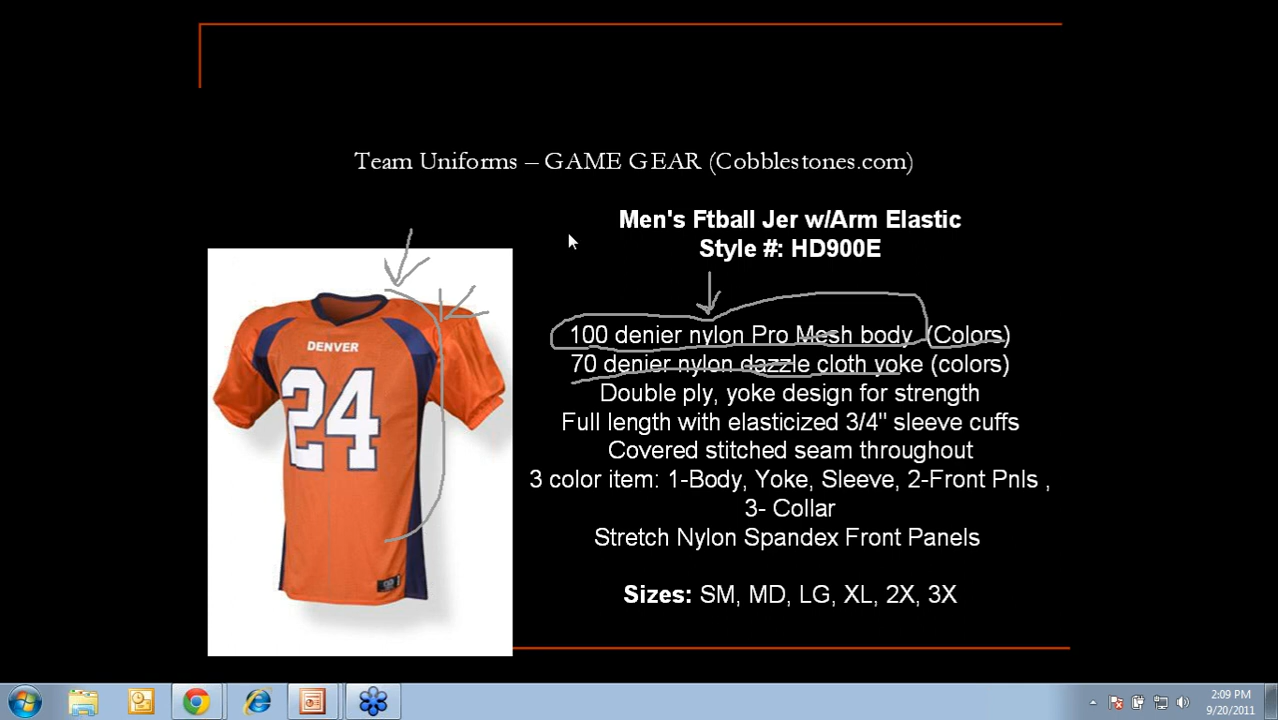 Team Uniforms – GAME GEAR (Cobblestones.com)
Men's Ftball Jer w/Arm Elastic
Style #: HD900E
100 denier nylon Pro Mesh body (Colors)
70 denier nylon dazzle cloth yoke (colors)
Double ply, yoke design for strength
Full length with elasticized 3/4" sleeve cuffs
Covered stitched seam throughout
3 color item: 1-Body, Yoke, Sleeve, 2-Front Pnls ,
3- Collar
Stretch Nylon Spandex Front Panels
Sizes: SM, MD, LG, XL, 2X, 3X
DENVER
24
2:09 PM
9/20/2011